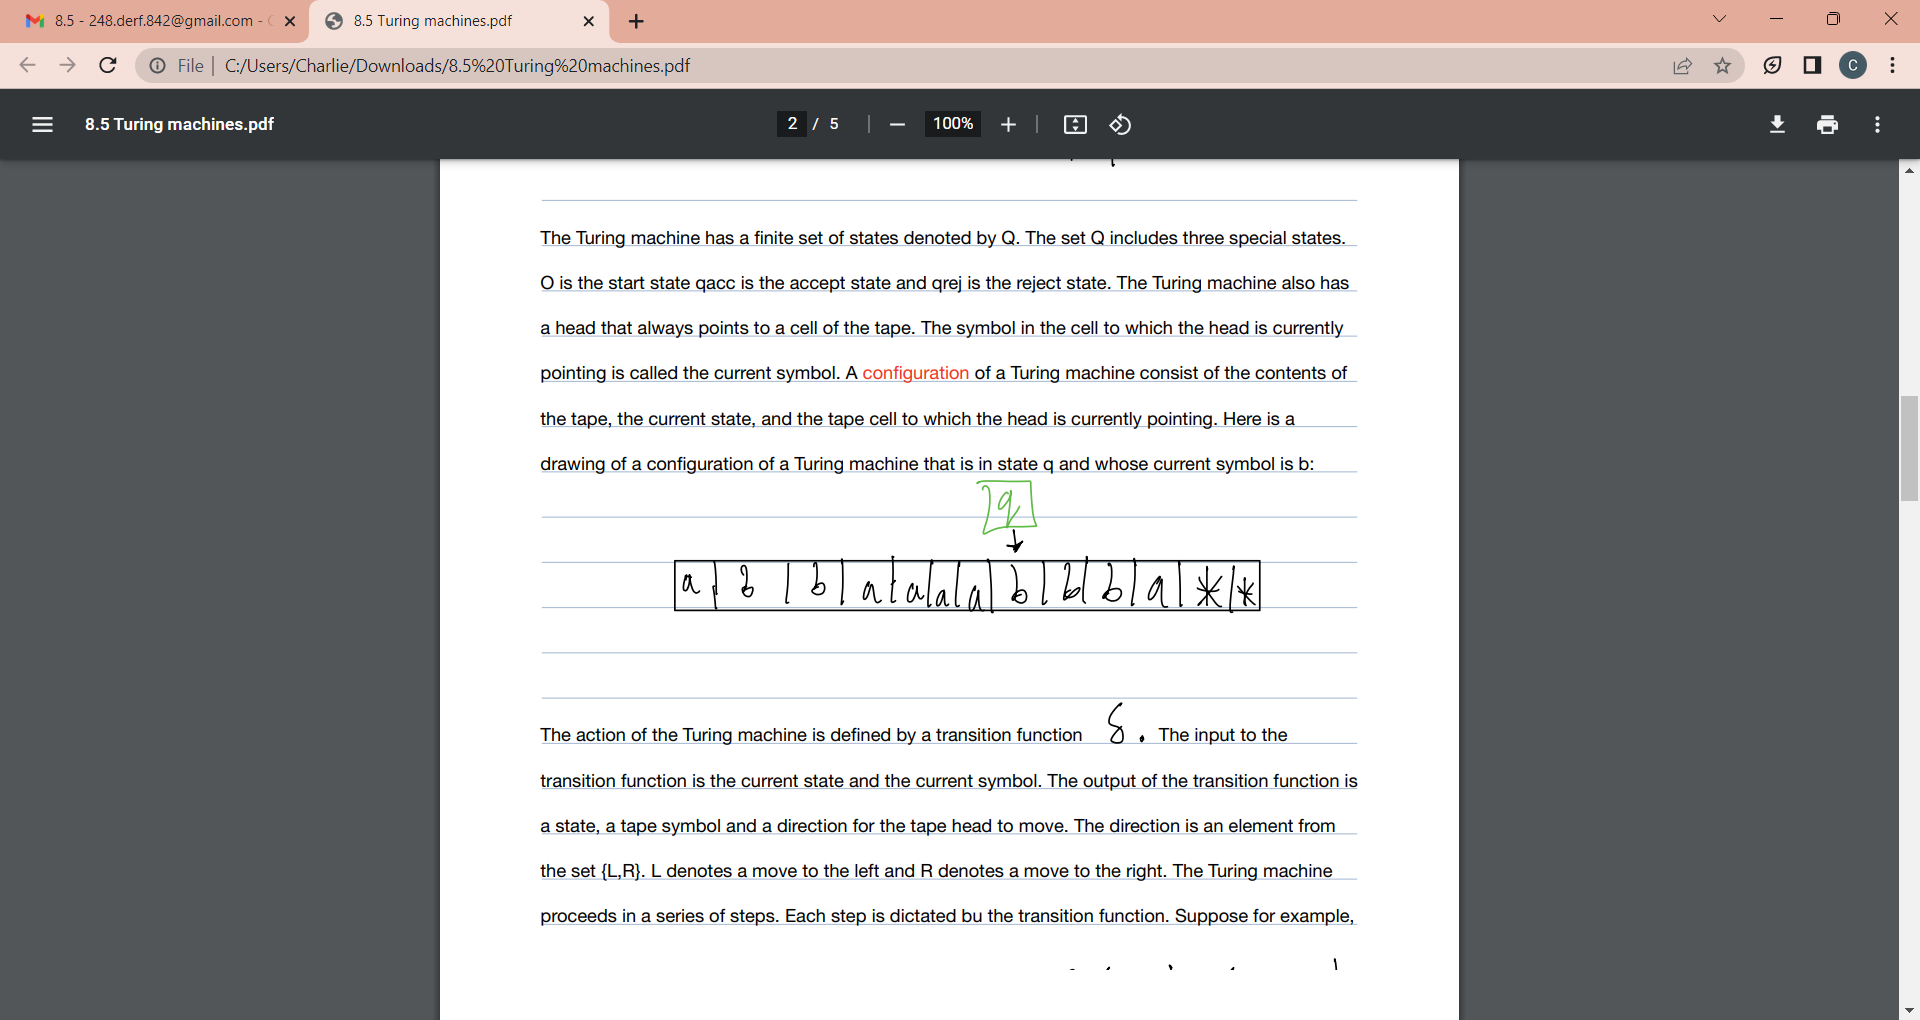 8.5 - 248.derf.842@gmail.com -
8.5 Turing machines.pdf
File | C:/Users/Charlie/Downloads/8.5%20Turing%20machines.pdf
C
8.5 Turing machines.pdf
2 / 5
100%
The Turing machine has a finite set of states denoted by Q. The set Q includes three special states.
O is the start state qacc is the accept state and qrej is the reject state. The Turing machine also has
a head that always points to a cell of the tape. The symbol in the cell to which the head is currently
pointing is called the current symbol. A configuration of a Turing machine consist of the contents of
the tape, the current state, and the tape cell to which the head is currently pointing. Here is a
drawing of a configuration of a Turing machine that is in state q and whose current symbol is b:
q
a | b | b | a | a | a | a | b | b | b | a | * | *
The action of the Turing machine is defined by a transition function δ. The input to the
transition function is the current state and the current symbol. The output of the transition function is
a state, a tape symbol and a direction for the tape head to move. The direction is an element from
the set {L,R}. L denotes a move to the left and R denotes a move to the right. The Turing machine
proceeds in a series of steps. Each step is dictated bu the transition function. Suppose for example,